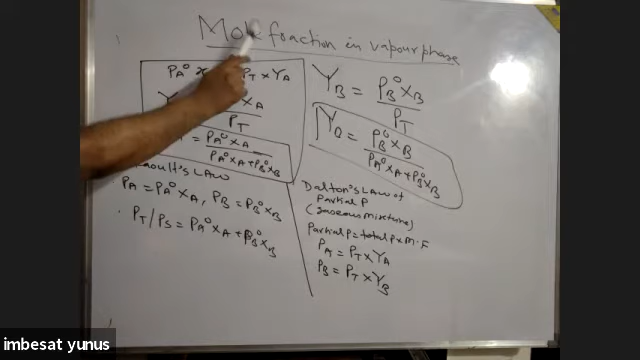 Mole fraction in vapour phase
PA° x PT x YA
xA
PT
= PA° xA
PA° xA + PB° xB
YB = PB° xB
PT
YB = PB° xB
PA° xA + PB° xB
LAW
PA = PA° xA, PB = PB° xB
PT/PS = PA° xA + PB° xB
Dalton's Law of
Partial P
(gaseous mixture)
Partial P = total P x M.F
PA = PT x YA
PB = PT x YB
imbesat yunus